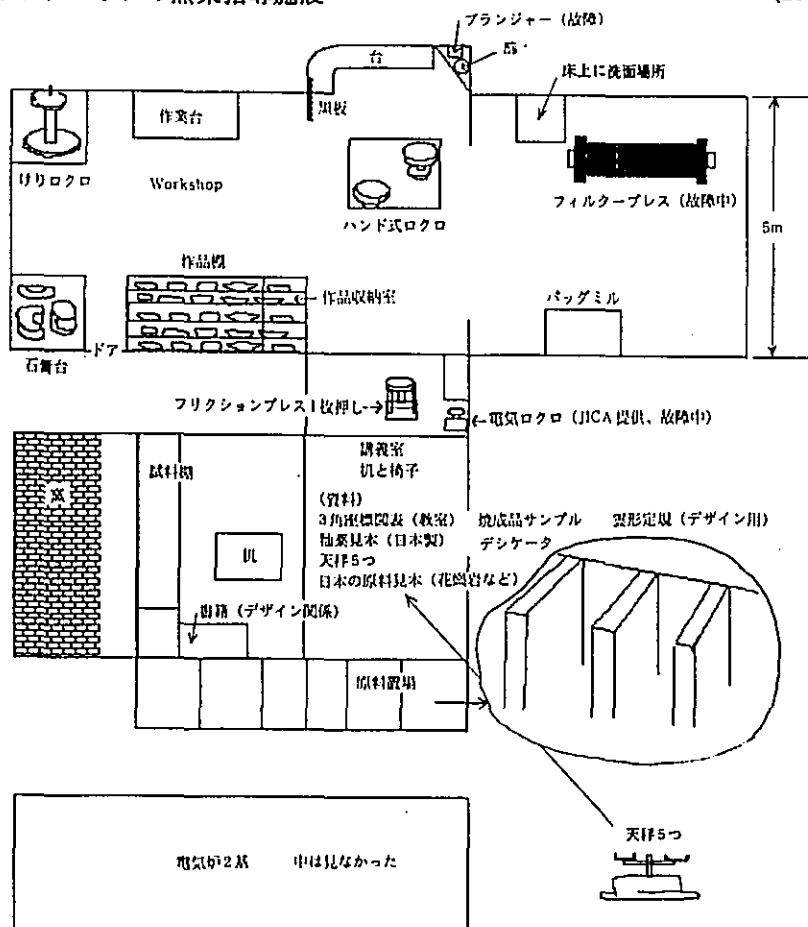 プランジャー（故障）
台
床上に洗面場所
黒板
作業台
けりロクロ
Workshop
ハンド式ロクロ
フィルタープレス（故障中）
5m
作品棚
作品収納室
パッグミル
石膏台
ドア
フリクションプレス1枚押し
電気ロクロ（JICA提供、故障中）
講義室
机と椅子
試料棚
窯
机
（資料）
3角座標図表（教室）　焼成品サンプル　雲形定規（デザイン用）
釉薬見本（日本製）　デシケータ
天秤5つ
日本の原料見本（花崗岩など）
書籍（デザイン関係）
原料置場
天秤5つ
電気炉2基　中は見なかった